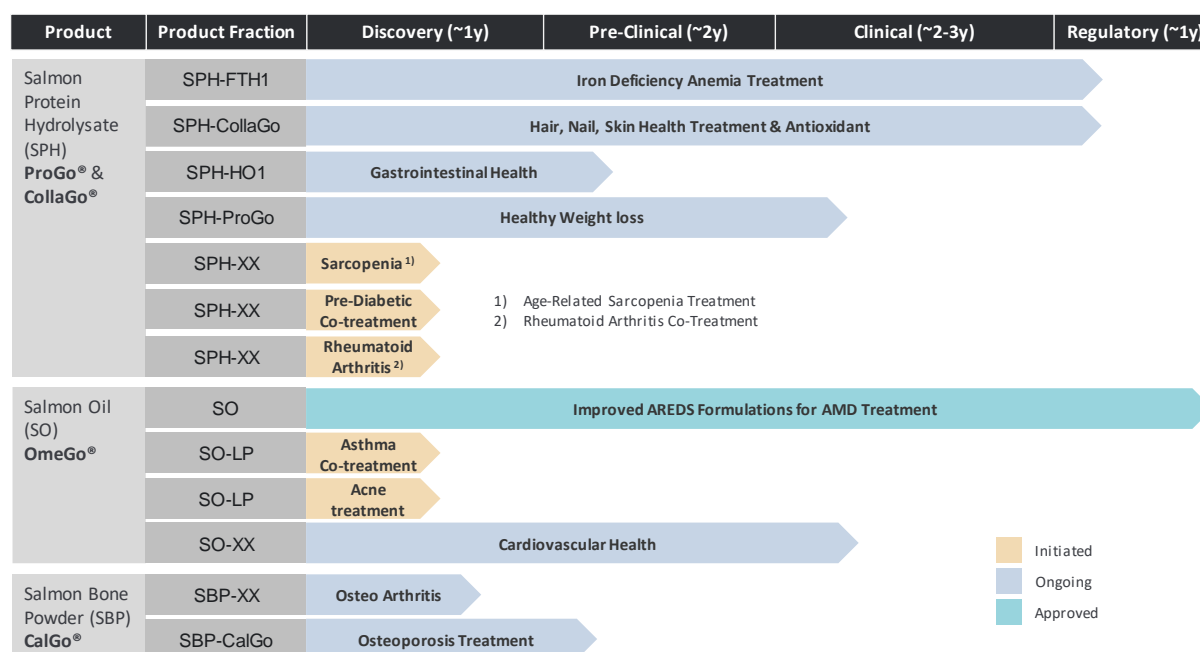 Product Product Fraction Discovery (~1y) Pre-Clinical (~2y) Clinical (~2-3y) Regulatory (~1y)
Salmon
Protein
Hydrolysate
(SPH)
ProGo® &
CollaGo®
SPH-FTH1 Iron Deficiency Anemia Treatment
SPH-CollaGo Hair, Nail, Skin Health Treatment & Antioxidant
SPH-HO1 Gastrointestinal Health
SPH-ProGo Healthy Weight loss
SPH-XX Sarcopenia 1)
SPH-XX Pre-Diabetic
Co-treatment
SPH-XX Rheumatoid
Arthritis 2)
1) Age-Related Sarcopenia Treatment
2) Rheumatoid Arthritis Co-Treatment
Salmon Oil
(SO)
OmeGo®
SO Improved AREDS Formulations for AMD Treatment
SO-LP Asthma
Co-treatment
SO-LP Acne
treatment
SO-XX Cardiovascular Health
Salmon Bone
Powder (SBP)
CalGo®
SBP-XX Osteo Arthritis
SBP-CalGo Osteoporosis Treatment
Initiated
Ongoing
Approved